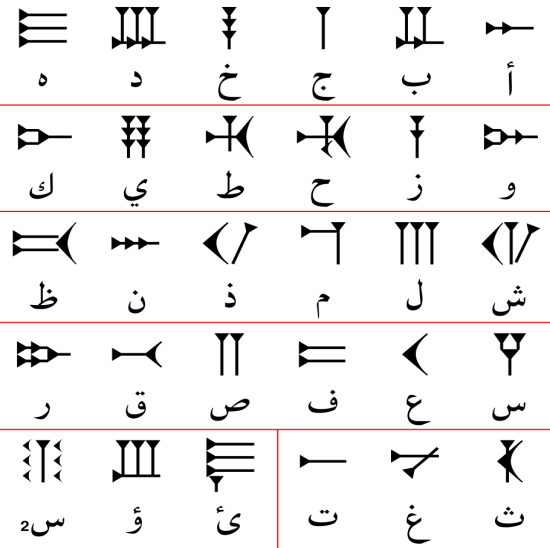 𐎀 𐎁 𐎂 𐎃 𐎄 𐎅
أ ب ج خ د ه
𐎆 𐎇 𐎈 𐎉 𐎊 𐎋
و ز ح ط ي ك
𐎌 𐎍 𐎎 𐎏 𐎐 𐎑
ش ل م ذ ن ظ
𐎒 𐎓 𐎔 𐎕 𐎖 𐎗
س ع ف ص ق ر
𐎘 𐎙 𐎚 𐎛 𐎜 𐎝
ث غ ت ئ ؤ س₂